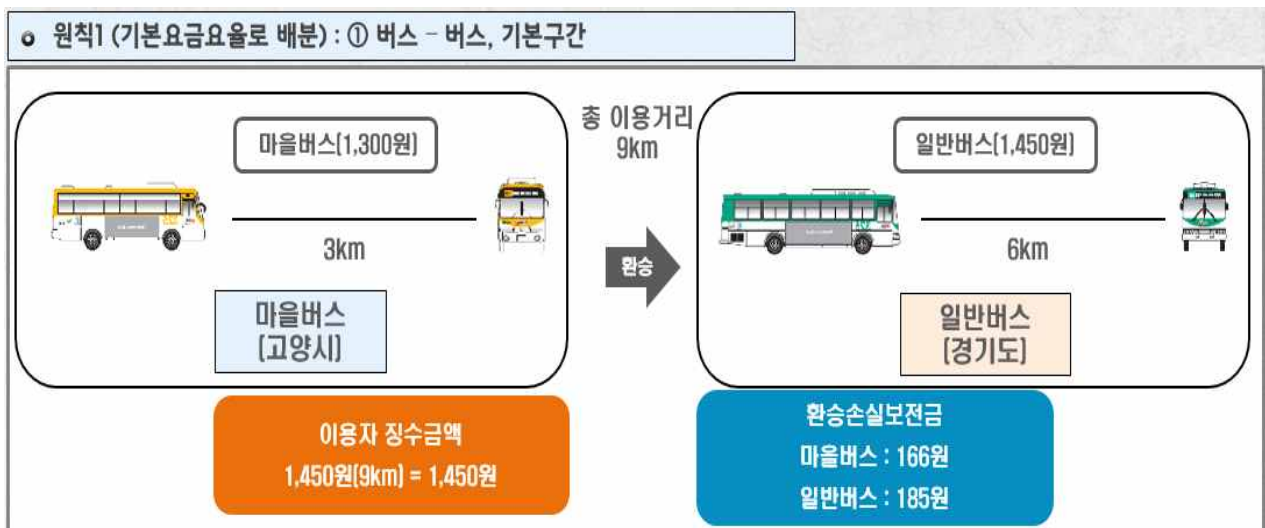 원칙1 (기본요금요율로 배분) : ① 버스 - 버스, 기본구간
마을버스(1,300원)
3km
마을버스
(고양시)
총 이용거리
9km
환승
일반버스(1,450원)
6km
일반버스
(경기도)
이용자 징수금액
1,450원(9km) = 1,450원
환승손실보전금
마을버스 : 166원
일반버스 : 185원